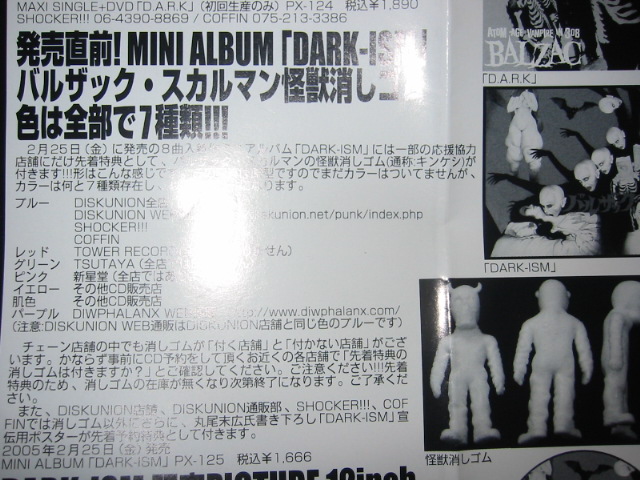 MAXI SINGLE+DVD「D.A.R.K.」(初回生産のみ) PX-124 税込¥1,890
SHOCKER!!! 06-4390-8869 / COFFIN 075-213-3386
発売直前! MINI ALBUM「DARK-ISM」
バルザック・スカルマン怪獣消しゴ
色は全部で7種類!!!
2月25日(金)に発売の8曲入 アルバム「DARK-ISM」には一部の応援協力
店舗にだけ先着特典として、 カルマンの怪獣消しゴム(通称:キンケシ)が
付きます!!!形はこんな感じで 型ですのでまだカラーはついてませんが、
カラーは何と7種類存在し、 ります。
ブルー DISKUNION全店
DISKUNION WEB skunion.net/punk/index.php
SHOCKER!!!
COFFIN
レッド TOWER RECOR せん)
グリーン TSUTAYA (全店
ピンク 新星堂 (全店ではあ
イエロー その他CD販売店
肌色 その他CD販売店
パープル DIWPHALANX WE http://www.diwphalanx.com/
(注意:DISKUNION WEB通販はDISKUNION店舗と同じ色のブルーです)
チェーン店舗の中でも消しゴムが「付く店舗」と「付かない店舗」がござ
います。かならず事前にCD予約をして頂くお近くの各店舗で「先着特典の
消しゴムは付きますか?」とご確認してください。ご注意ください!!!先着
特典のため、消しゴムの在庫が無くなり次第終了になります。ご了承くだ
さい。
また、DISKUNION店舗、DISKUNION通販部、SHOCKER!!!、COF
FINでは消しゴム以外にさらに、丸尾末広氏書き下ろし「DARK-ISM」宣
伝用ポスターが先着予約特典として付きます。
2005年2月25日(金)発売
MINI ALBUM「DARK-ISM」 PX-125 税込¥1,666
ATOM AGE VAMPIRE IN 308
BALZAC
「D.A.R.K」
バルザック
「DARK-ISM」
怪獣消しゴム